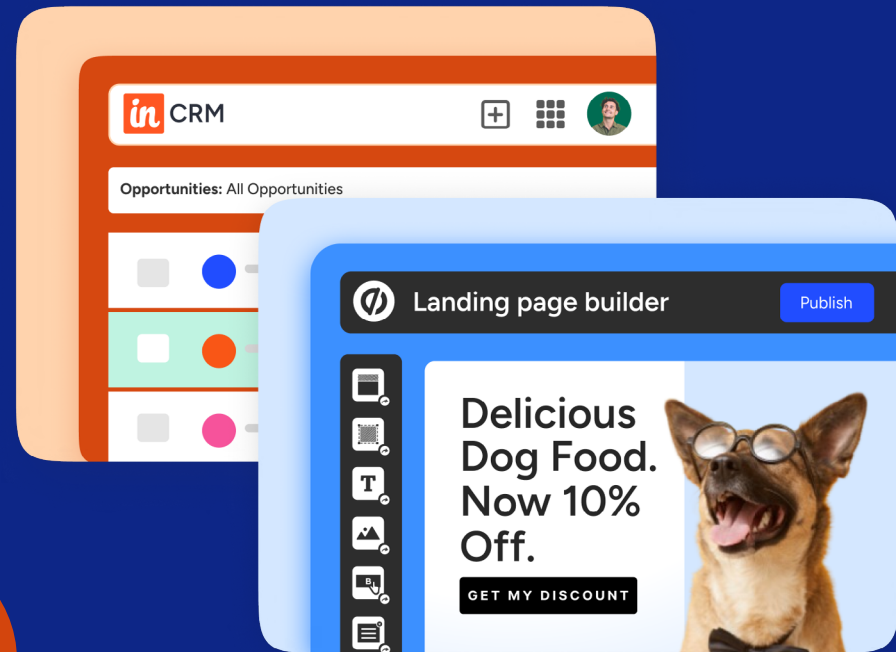 in CRM
Opportunities: All Opportunities
Landing page builder
Publish
T
B
Delicious
Dog Food.
Now 10%
Off.
GET MY DISCOUNT